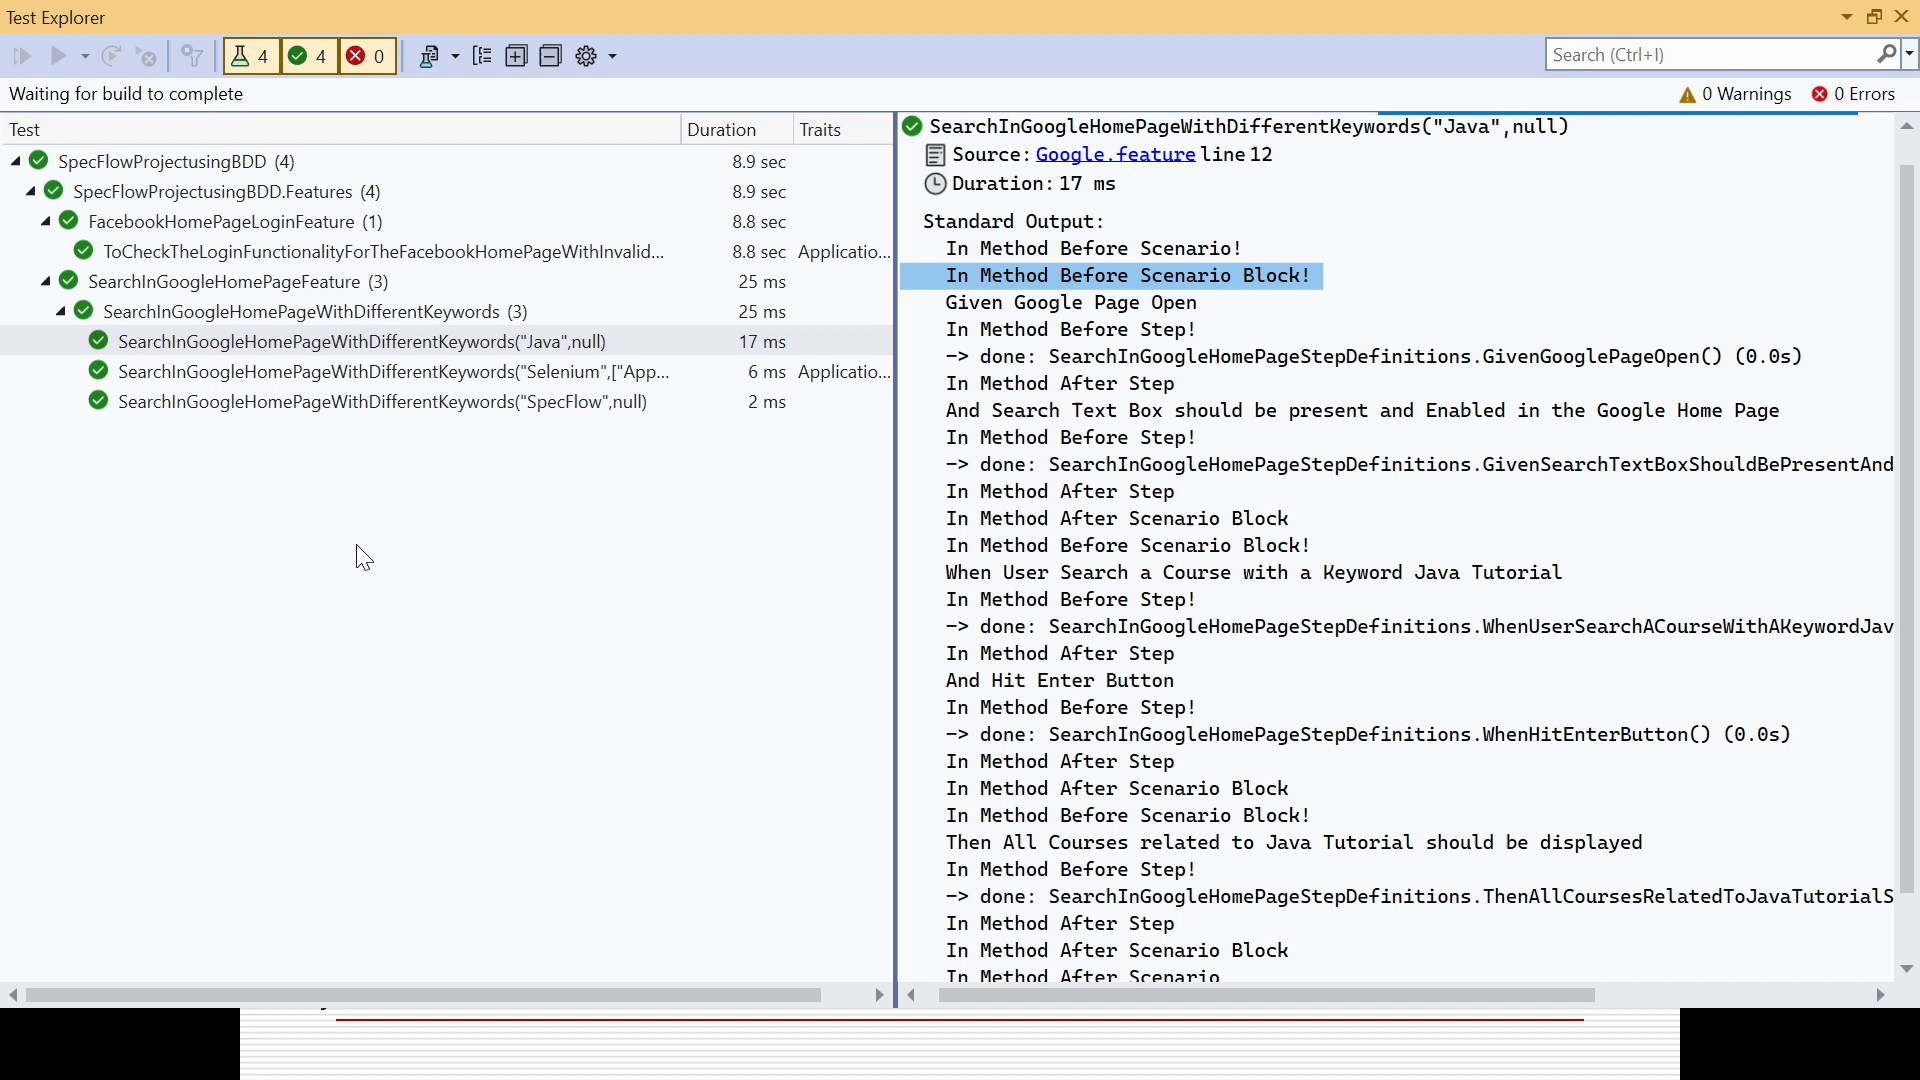 Test Explorer
4 4 0
Search (Ctrl+I)
Waiting for build to complete
0 Warnings 0 Errors
Test Duration Traits
SpecFlowProjectusingBDD (4) 8.9 sec
SpecFlowProjectusingBDD.Features (4) 8.9 sec
FacebookHomePageLoginFeature (1) 8.8 sec
ToCheckTheLoginFunctionalityForTheFacebookHomePageWithInvalid... 8.8 sec Applicatio...
SearchInGoogleHomePageFeature (3) 25 ms
SearchInGoogleHomePageWithDifferentKeywords (3) 25 ms
SearchInGoogleHomePageWithDifferentKeywords("Java",null) 17 ms
SearchInGoogleHomePageWithDifferentKeywords("Selenium",["App... 6 ms Applicatio...
SearchInGoogleHomePageWithDifferentKeywords("SpecFlow",null) 2 ms
SearchInGoogleHomePageWithDifferentKeywords("Java",null)
Source: Google.feature line 12
Duration: 17 ms
Standard Output:
In Method Before Scenario!
In Method Before Scenario Block!
Given Google Page Open
In Method Before Step!
-> done: SearchInGoogleHomePageStepDefinitions.GivenGooglePageOpen() (0.0s)
In Method After Step
And Search Text Box should be present and Enabled in the Google Home Page
In Method Before Step!
-> done: SearchInGoogleHomePageStepDefinitions.GivenSearchTextBoxShouldBePresentAnd
In Method After Step
In Method After Scenario Block
In Method Before Scenario Block!
When User Search a Course with a Keyword Java Tutorial
In Method Before Step!
-> done: SearchInGoogleHomePageStepDefinitions.WhenUserSearchACourseWithAKeywordJav
In Method After Step
And Hit Enter Button
In Method Before Step!
-> done: SearchInGoogleHomePageStepDefinitions.WhenHitEnterButton() (0.0s)
In Method After Step
In Method After Scenario Block
In Method Before Scenario Block!
Then All Courses related to Java Tutorial should be displayed
In Method Before Step!
-> done: SearchInGoogleHomePageStepDefinitions.ThenAllCoursesRelatedToJavaTutorialS
In Method After Step
In Method After Scenario Block
In Method After Scenario